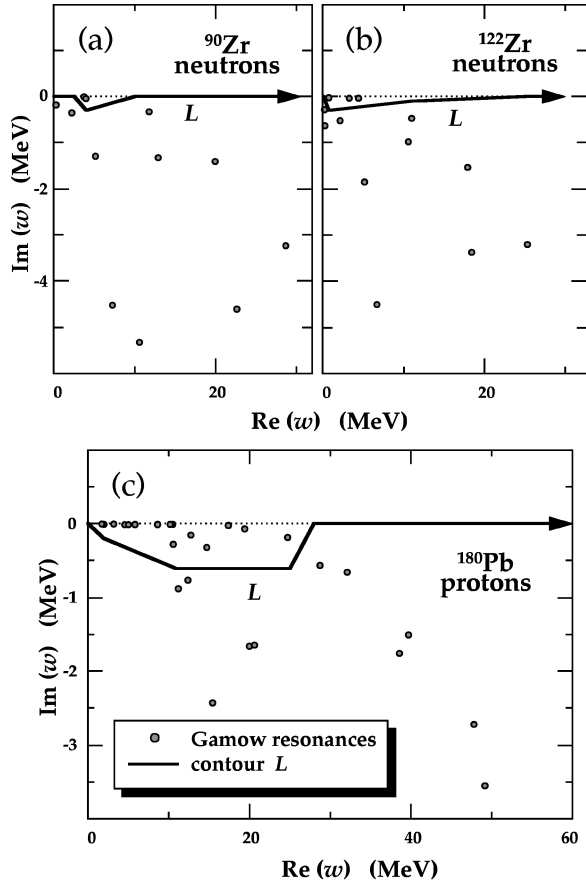 (a)
⁹⁰Zr
neutrons
L
(b)
¹²²Zr
neutrons
L
0
-2
-4
Im (w) (MeV)
0
20
0
20
Re (w) (MeV)
(c)
¹⁸⁰Pb
protons
L
0
-1
-2
-3
Im (w) (MeV)
Gamow resonances
contour L
0
20
40
60
Re (w) (MeV)